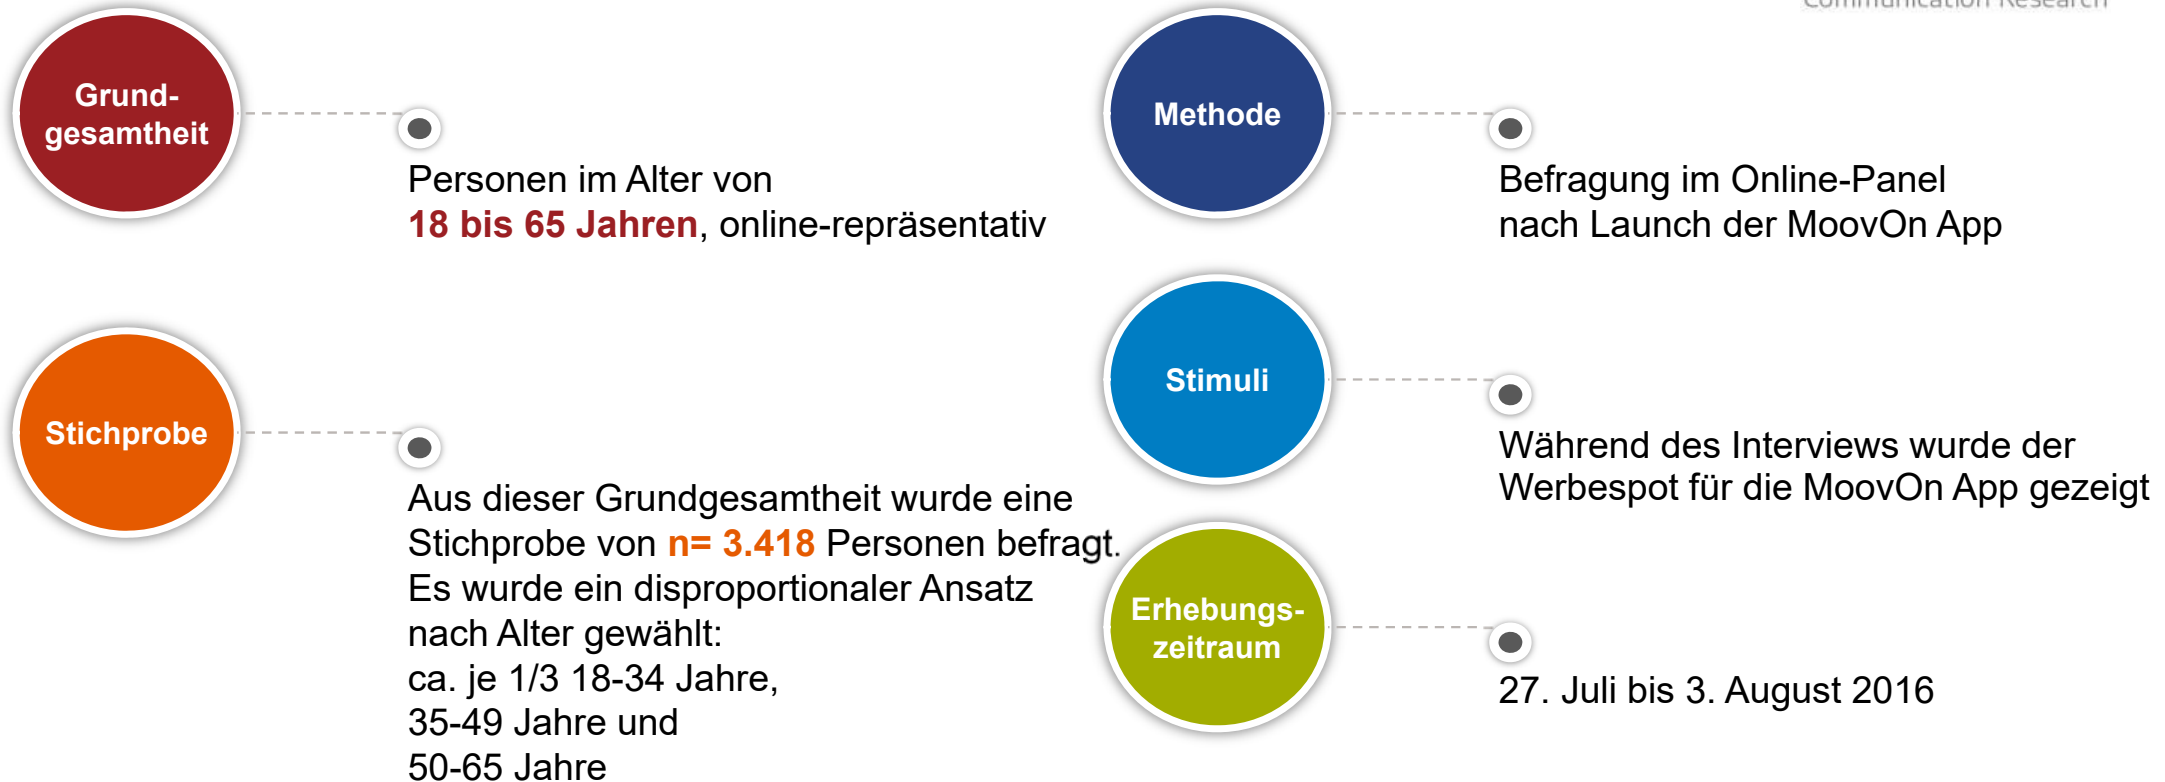 Communication Research
Grund-
gesamtheit
Personen im Alter von
18 bis 65 Jahren, online-repräsentativ
Stichprobe
Aus dieser Grundgesamtheit wurde eine
Stichprobe von n= 3.418 Personen befragt.
Es wurde ein disproportionaler Ansatz
nach Alter gewählt:
ca. je 1/3 18-34 Jahre,
35-49 Jahre und
50-65 Jahre
Methode
Befragung im Online-Panel
nach Launch der MoovOn App
Stimuli
Während des Interviews wurde der
Werbespot für die MoovOn App gezeigt
Erhebungs-
zeitraum
27. Juli bis 3. August 2016